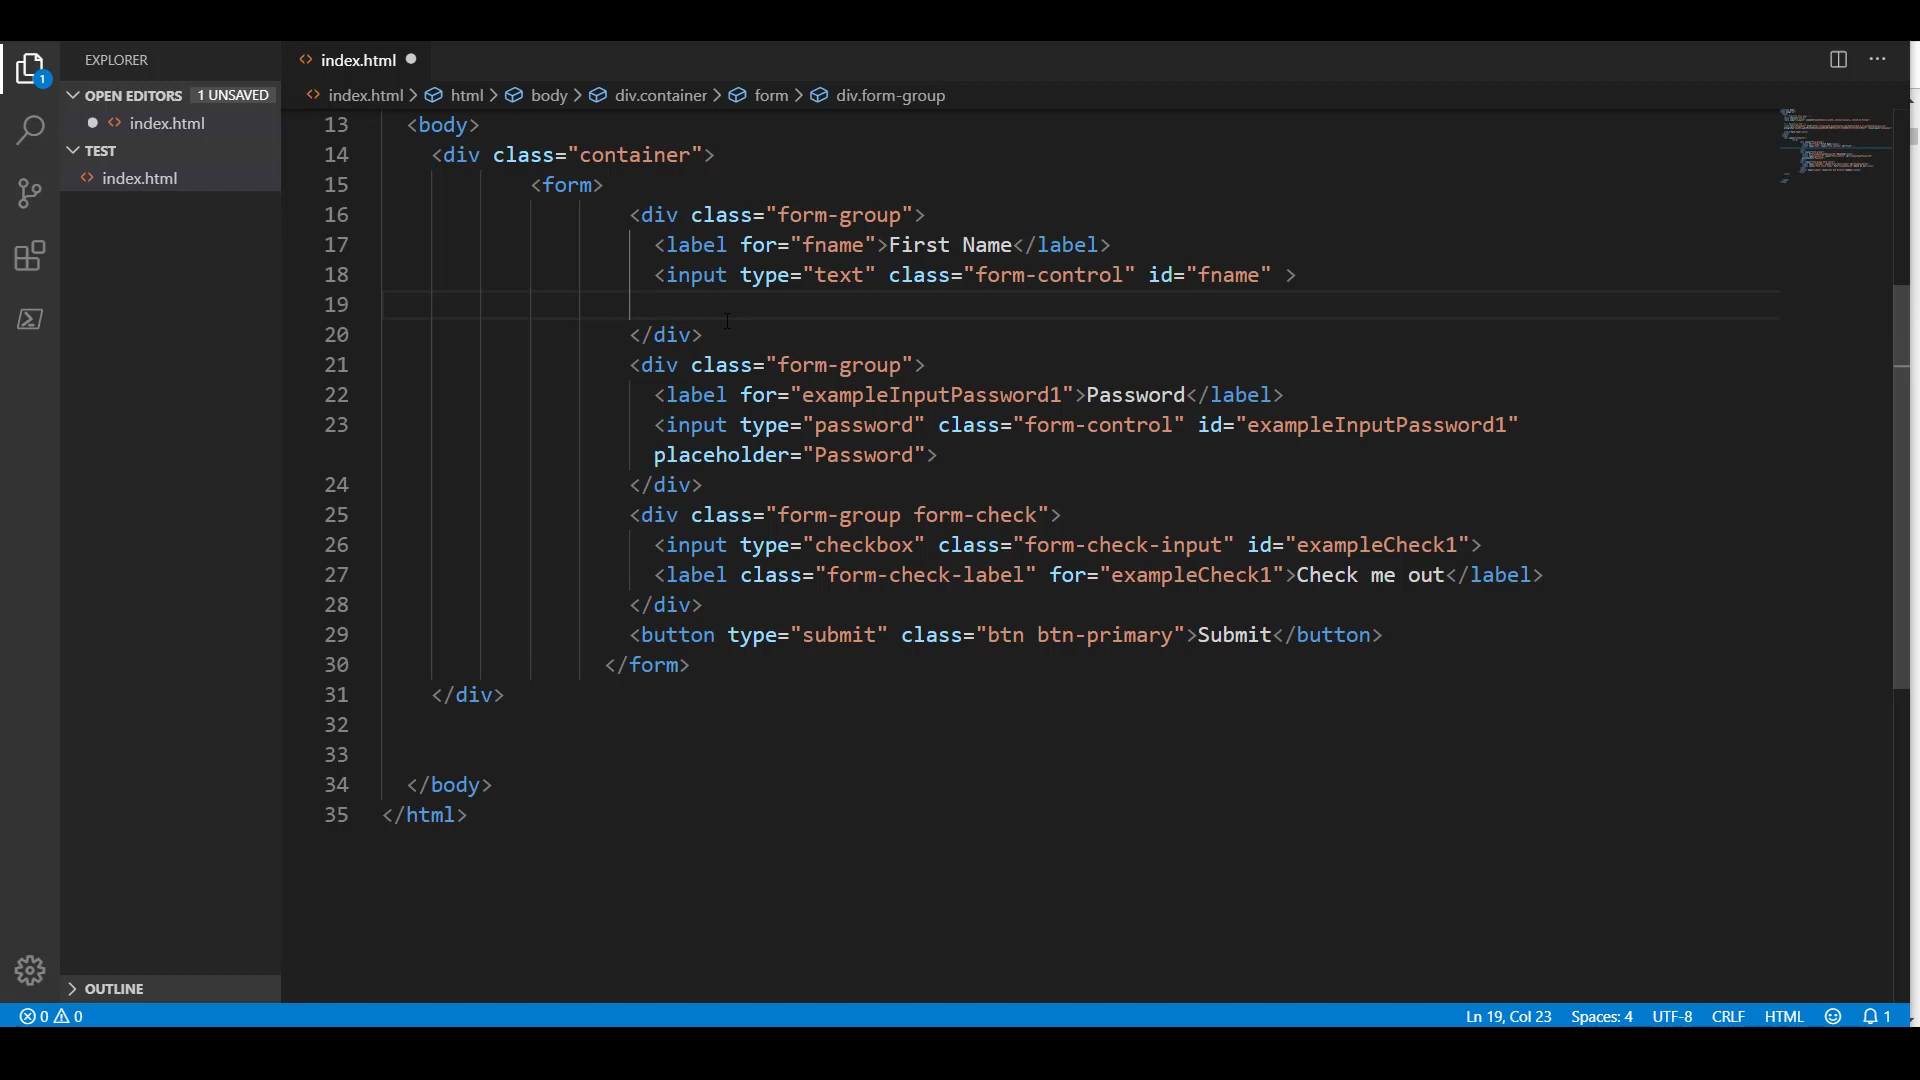 EXPLORER
OPEN EDITORS 1 UNSAVED
index.html
TEST
index.html
OUTLINE
index.html
index.html > html > body > div.container > form > div.form-group
13 <body>
14 <div class="container">
15 <form>
16 <div class="form-group">
17 <label for="fname">First Name</label>
18 <input type="text" class="form-control" id="fname" >
19
20 </div>
21 <div class="form-group">
22 <label for="exampleInputPassword1">Password</label>
23 <input type="password" class="form-control" id="exampleInputPassword1"
placeholder="Password">
24 </div>
25 <div class="form-group form-check">
26 <input type="checkbox" class="form-check-input" id="exampleCheck1">
27 <label class="form-check-label" for="exampleCheck1">Check me out</label>
28 </div>
29 <button type="submit" class="btn btn-primary">Submit</button>
30 </form>
31 </div>
32
33
34 </body>
35 </html>
1
0 0
Ln 19, Col 23 Spaces: 4 UTF-8 CRLF HTML 1